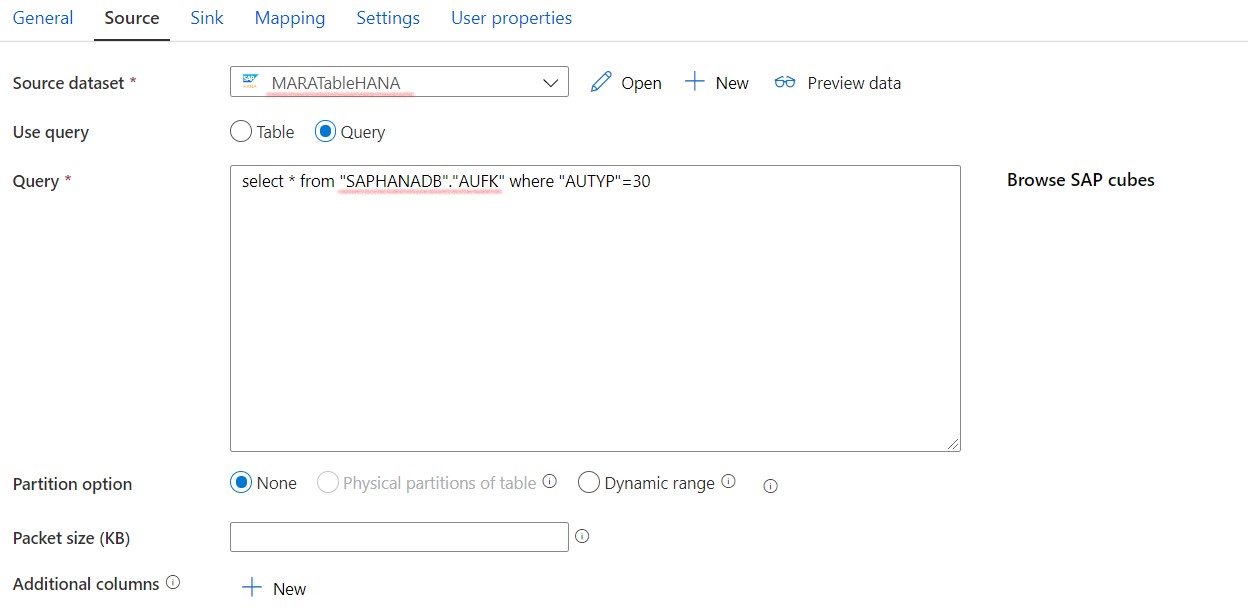 General Source Sink Mapping Settings User properties
Source dataset * SAP HANA MARATableHANA Open New Preview data
Use query Table Query
Query * select * from "SAPHANADB"."AUFK" where "AUTYP"=30 Browse SAP cubes
Partition option None Physical partitions of table Dynamic range
Packet size (KB)
Additional columns New